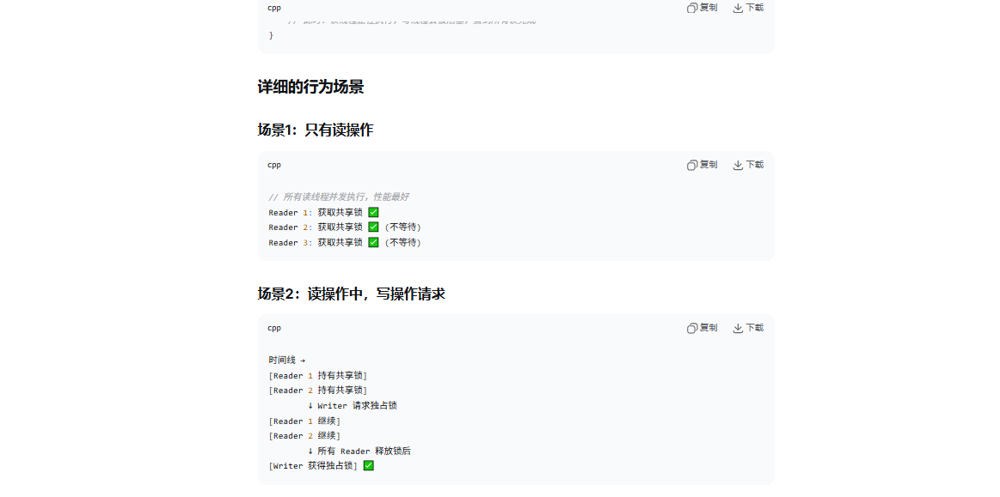 cpp 复制 下载
}
详细的行为场景
场景1：只有读操作
cpp 复制 下载
// 所有读线程并发执行，性能最好
Reader 1: 获取共享锁 ✅
Reader 2: 获取共享锁 ✅ (不等待)
Reader 3: 获取共享锁 ✅ (不等待)
场景2：读操作中，写操作请求
cpp 复制 下载
时间线 →
[Reader 1 持有共享锁]
[Reader 2 持有共享锁]
↓ Writer 请求独占锁
[Reader 1 继续]
[Reader 2 继续]
↓ 所有 Reader 释放锁后
[Writer 获得独占锁] ✅